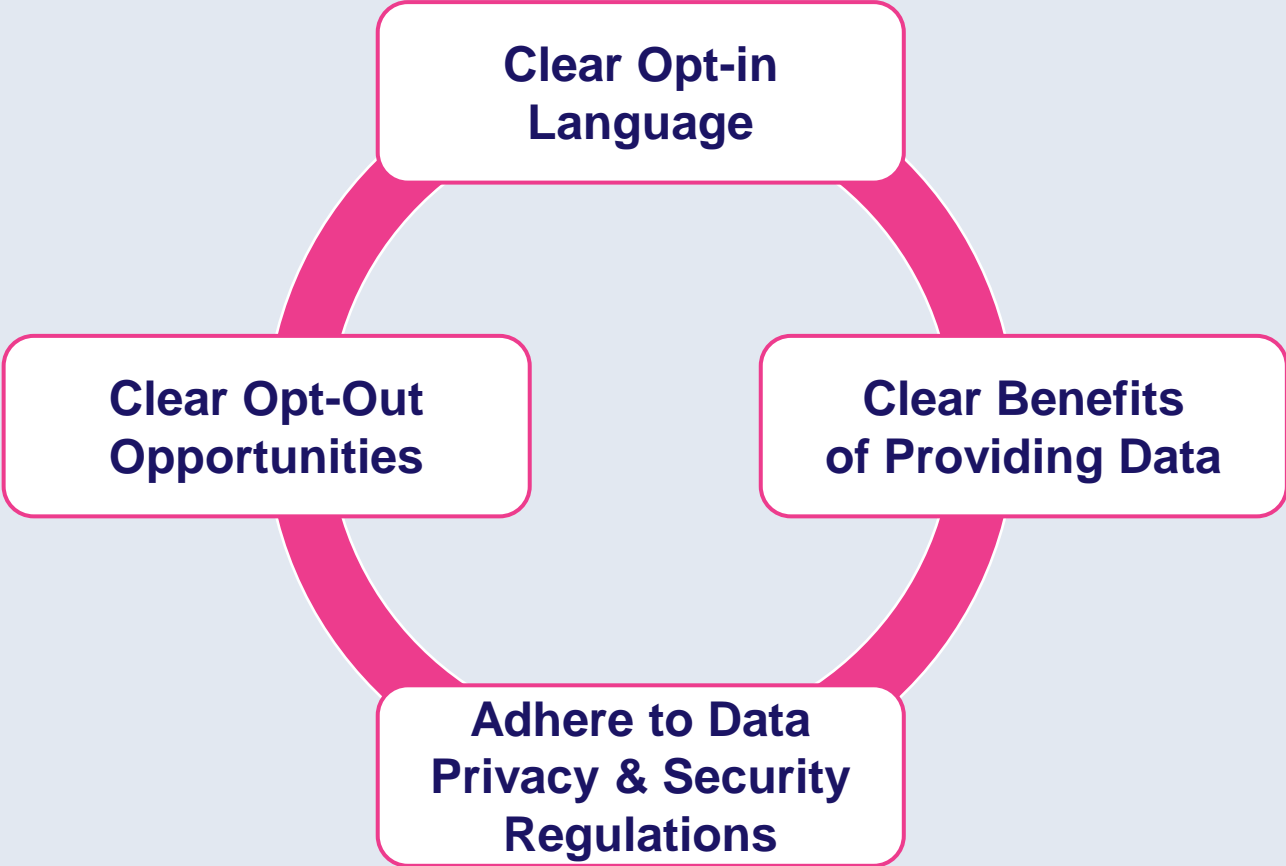 Clear Opt-in
Language
Clear Opt-Out
Opportunities
Clear Benefits
of Providing Data
Adhere to Data
Privacy & Security
Regulations